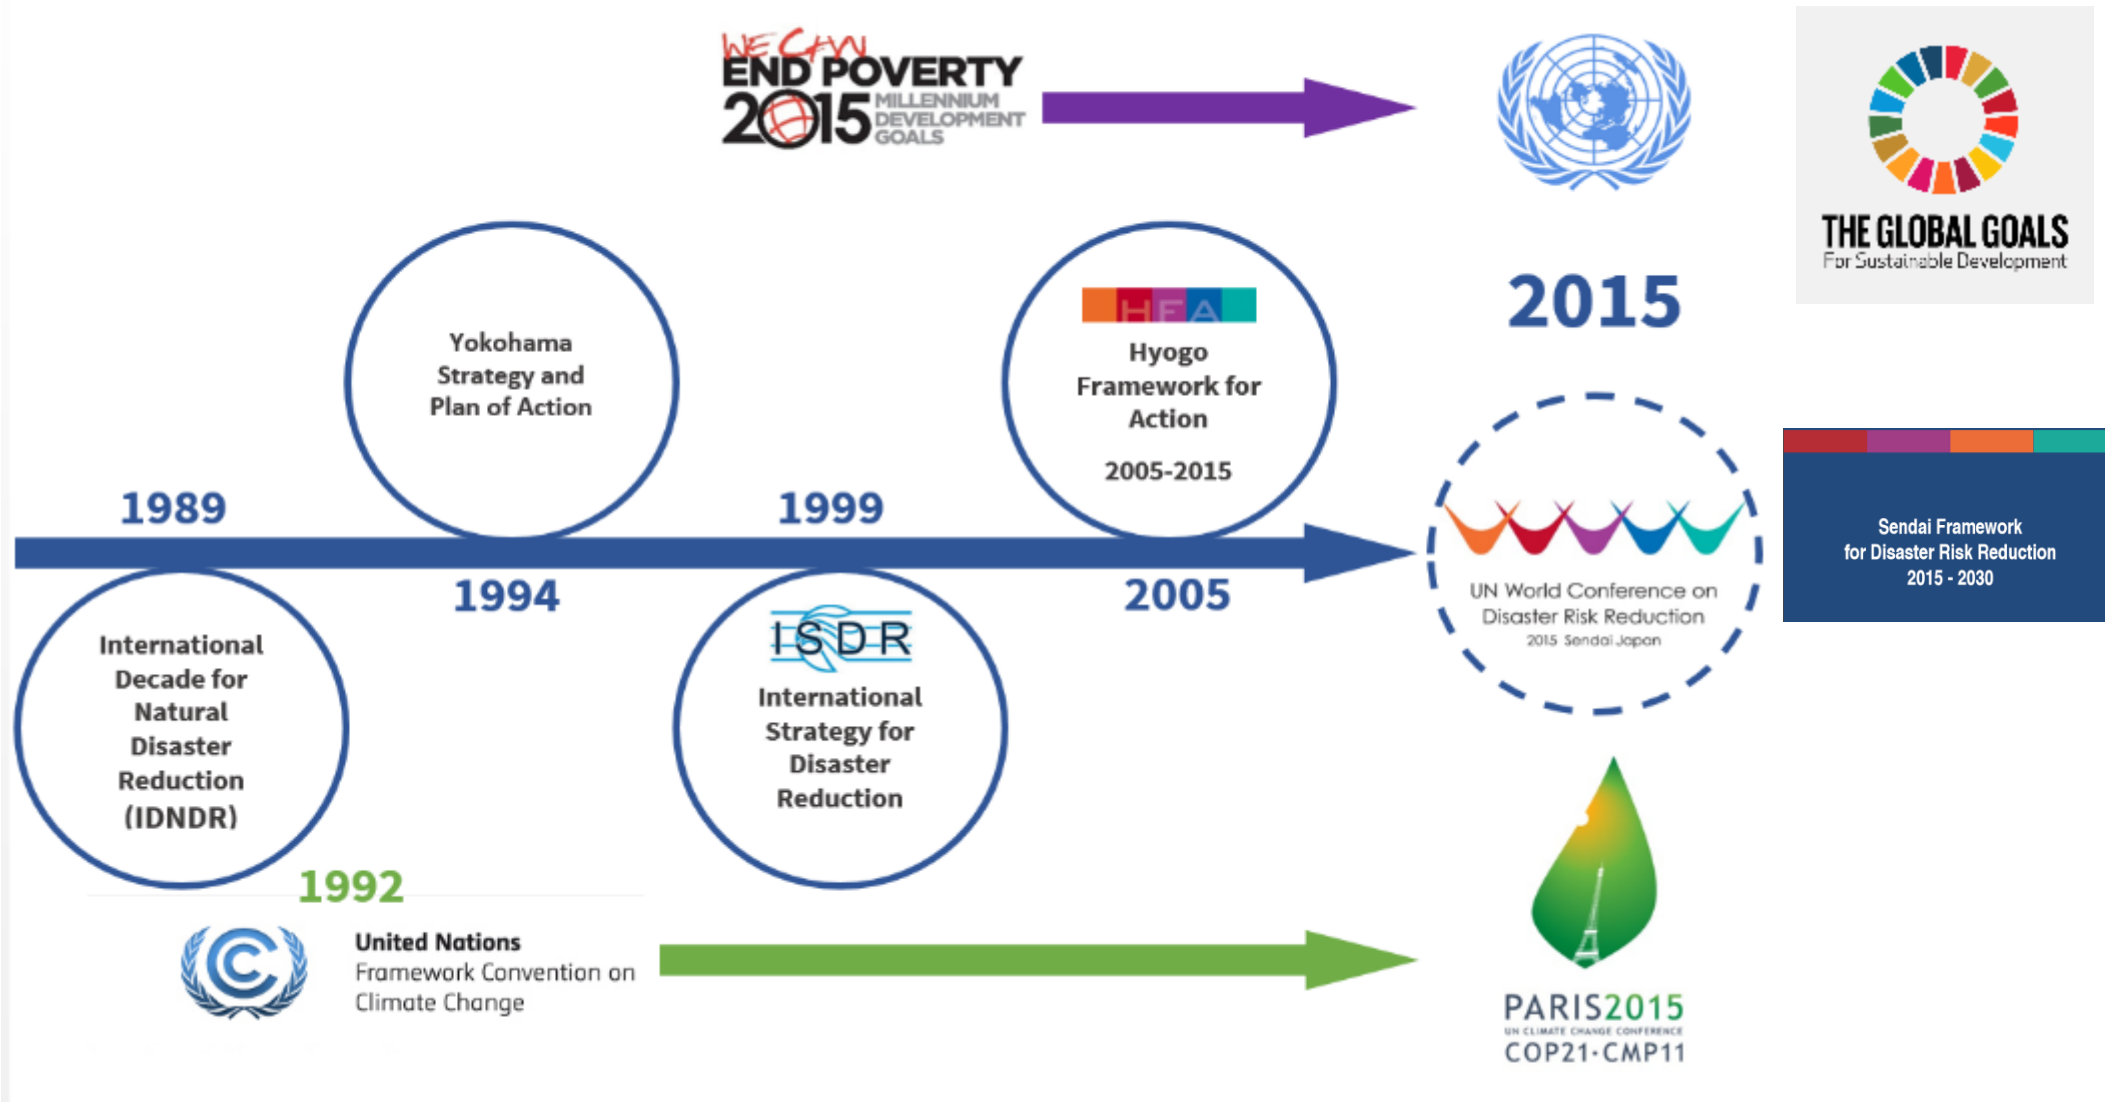 WE CAN
END POVERTY
2015 MILLENNIUM
DEVELOPMENT
GOALS
THE GLOBAL GOALS
For Sustainable Development
2015
Yokohama
Strategy and
Plan of Action
HFA
Hyogo
Framework for
Action
2005-2015
1989
1999
1994
2005
UN World Conference on
Disaster Risk Reduction
2015 Sendai Japan
Sendai Framework
for Disaster Risk Reduction
2015 - 2030
International
Decade for
Natural
Disaster
Reduction
(IDNDR)
ISDR
International
Strategy for
Disaster
Reduction
1992
United Nations
Framework Convention on
Climate Change
PARIS2015
UN CLIMATE CHANGE CONFERENCE
COP21·CMP11